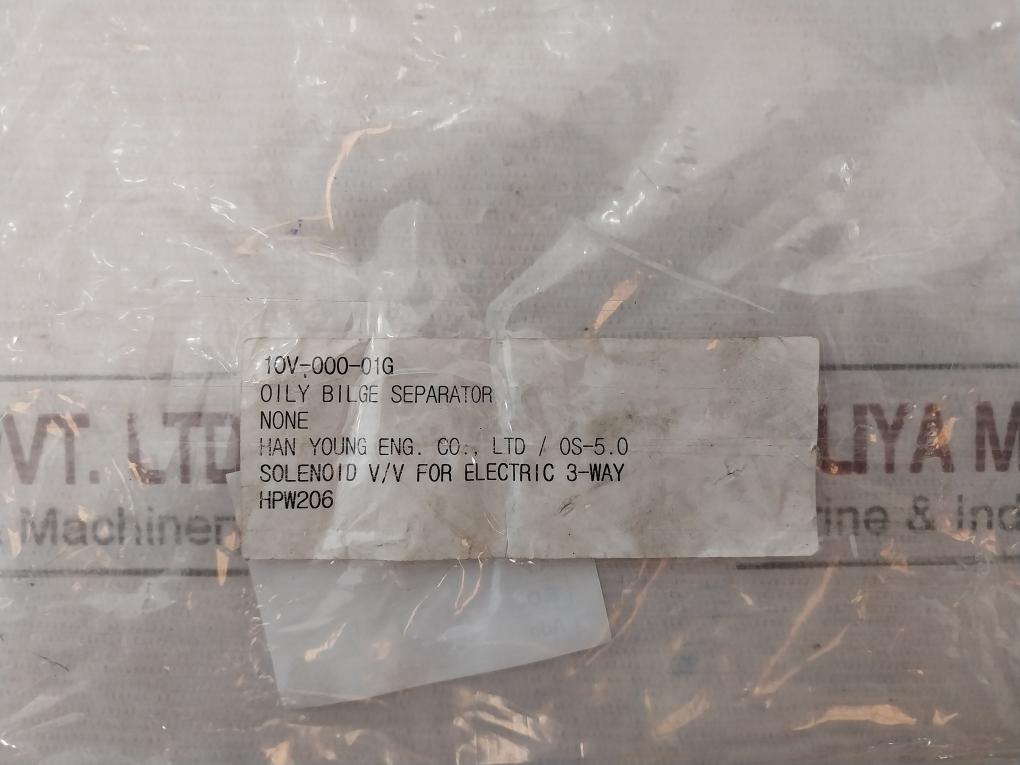 10V-000-01G
OILY BILGE SEPARATOR
NONE
HAN YOUNG ENG. CO., LTD / OS-5.0
SOLENOID V/V FOR ELECTRIC 3-WAY
HPW206
VT. LTD
LIYA M
Machinery
rine & Ind